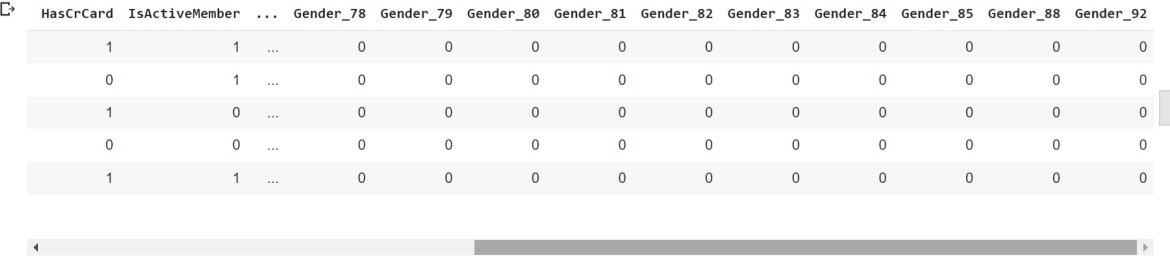 HasCrCard IsActiveMember ... Gender_78 Gender_79 Gender_80 Gender_81 Gender_82 Gender_83 Gender_84 Gender_85 Gender_88 Gender_92
1 1 ... 0 0 0 0 0 0 0 0 0 0
0 1 ... 0 0 0 0 0 0 0 0 0 0
1 0 ... 0 0 0 0 0 0 0 0 0 0
0 0 ... 0 0 0 0 0 0 0 0 0 0
1 1 ... 0 0 0 0 0 0 0 0 0 0